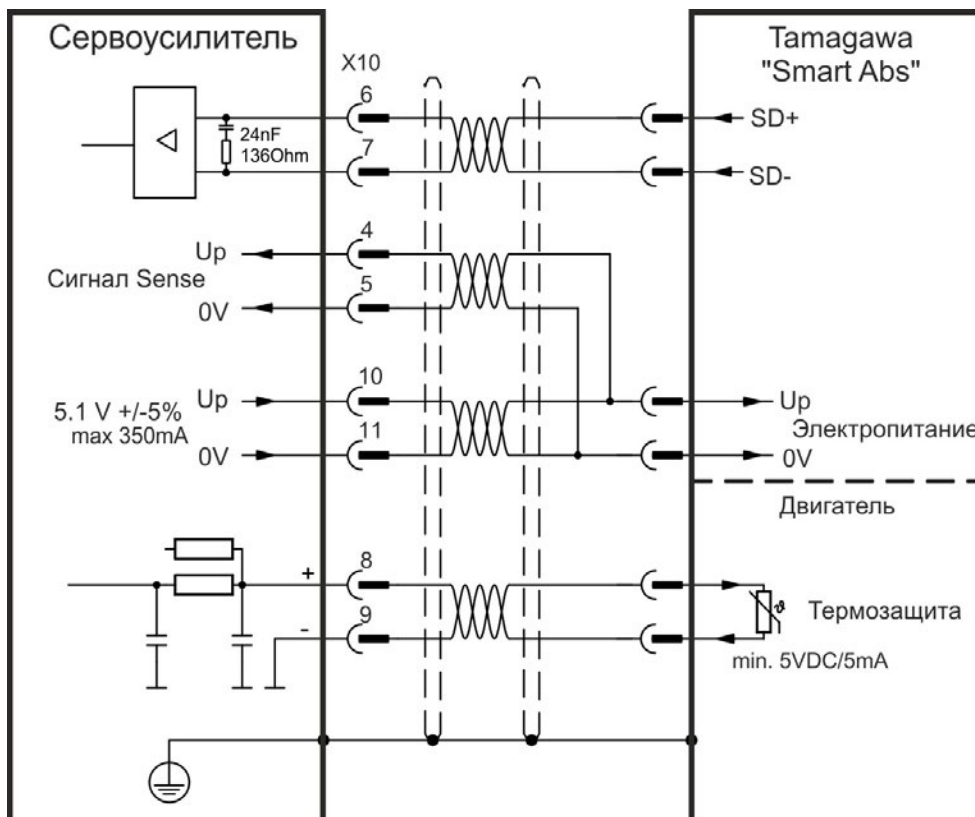 Сервоусилитель
X10
Tamagawa
"Smart Abs"
6
SD+
24nF
136Ohm
7
SD-
4
Up
Сигнал Sense
5
0V
10
5.1 V +/-5%
max 350mA
Up
Up
Электропитание
11
0V
0V
Двигатель
8
+
Термозащита
9
-
min. 5VDC/5mA
ϑ